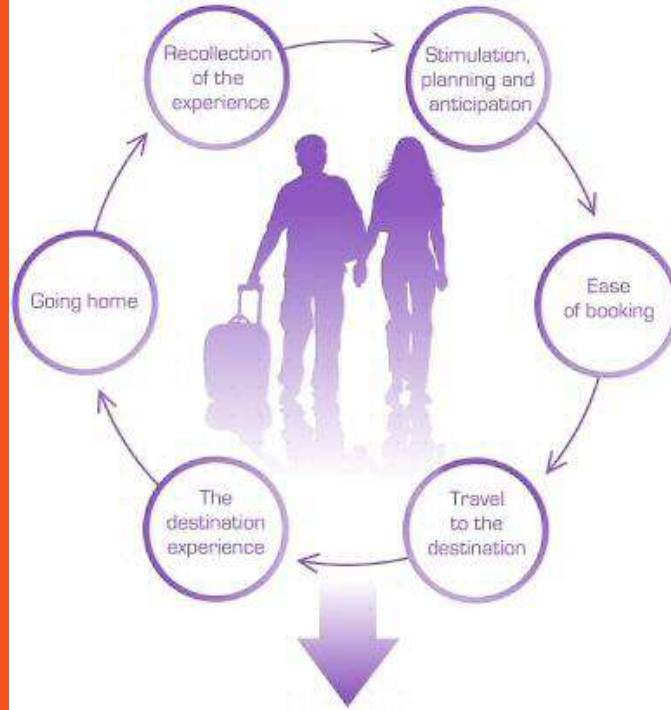 Recollection
of the
experience
Stimulation,
planning and
anticipation
Ease
of booking
Travel
to the
destination
The
destination
experience
Going home